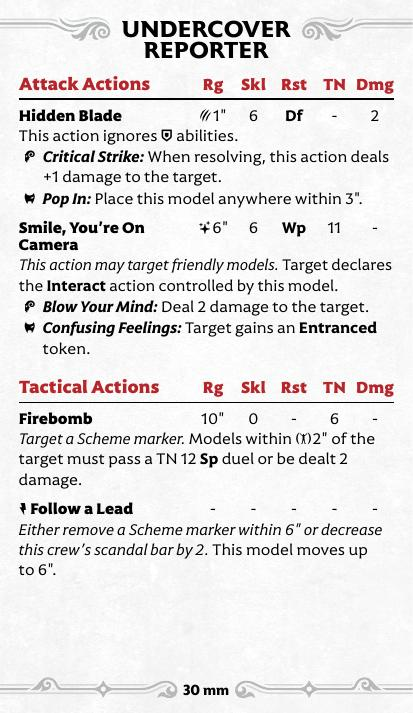 UNDERCOVER
REPORTER
Attack Actions Rg Skl Rst TN Dmg
Hidden Blade 1" 6 Df - 2
This action ignores abilities.
Critical Strike: When resolving, this action deals
+1 damage to the target.
Pop In: Place this model anywhere within 3".
Smile, You're On 6" 6 Wp 11 -
Camera
This action may target friendly models. Target declares
the Interact action controlled by this model.
Blow Your Mind: Deal 2 damage to the target.
Confusing Feelings: Target gains an Entranced
token.
Tactical Actions Rg Skl Rst TN Dmg
Firebomb 10" 0 - 6 -
Target a Scheme marker. Models within 2" of the
target must pass a TN 12 Sp duel or be dealt 2
damage.
Follow a Lead - - - - -
Either remove a Scheme marker within 6" or decrease
this crew's scandal bar by 2. This model moves up
to 6".
30 mm